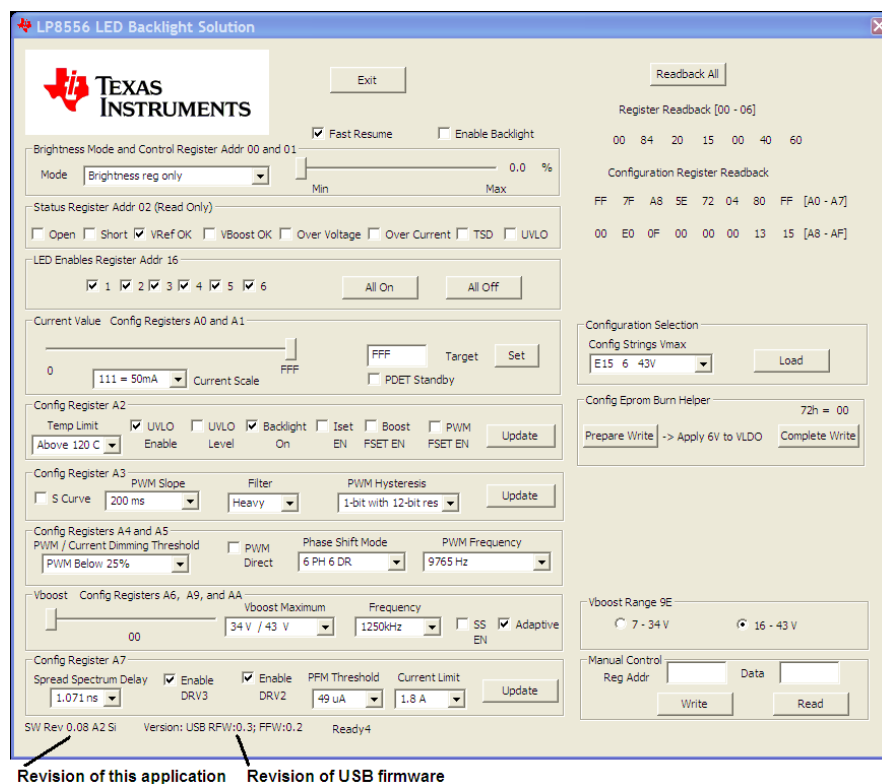 LP8556 LED Backlight Solution
TEXAS
INSTRUMENTS
Exit
Readback All
Register Readback [00 - 06]
00 84 20 15 00 40 60
Fast Resume
Enable Backlight
Brightness Mode and Control Register Addr 00 and 01
Mode
Brightness reg only
0.0 %
Min
Max
Configuration Register Readback
FF 7F A8 5E 72 04 80 FF [A0 - A7]
00 E0 0F 00 00 00 13 15 [A8 - AF]
Status Register Addr 02 (Read Only)
Open Short VRef OK VBoost OK Over Voltage Over Current TSD UVLO
LED Enables Register Addr 16
1 2 3 4 5 6
All On
All Off
Current Value Config Registers A0 and A1
0
FFF
111 = 50mA
Current Scale
FFF
Target
Set
PDET Standby
Configuration Selection
Config Strings Vmax
E15 6 43V
Load
Config Register A2
Temp Limit
Above 120 C
UVLO Enable
UVLO Level
Backlight On
Iset EN
Boost FSET EN
PWM FSET EN
Update
Config Eprom Burn Helper
72h = 00
Prepare Write
-> Apply 6V to VLDO
Complete Write
Config Register A3
S Curve
PWM Slope
200 ms
Filter
Heavy
PWM Hysteresis
1-bit with 12-bit res
Update
Config Registers A4 and A5
PWM / Current Dimming Threshold
PWM Below 25%
PWM Direct
Phase Shift Mode
6 PH 6 DR
PWM Frequency
9765 Hz
Vboost Config Registers A6, A9, and AA
00
Vboost Maximum
34 V / 43 V
Frequency
1250kHz
SS EN
Adaptive
Vboost Range 9E
7 - 34 V
16 - 43 V
Config Register A7
Spread Spectrum Delay
1.071 ns
Enable DRV3
Enable DRV2
PFM Threshold
49 uA
Current Limit
1.8 A
Update
Manual Control
Reg Addr
Data
Write
Read
SW Rev 0.08 A2 Si
Version: USB RFW:0.3; FFW:0.2
Ready4
Revision of this application
Revision of USB firmware